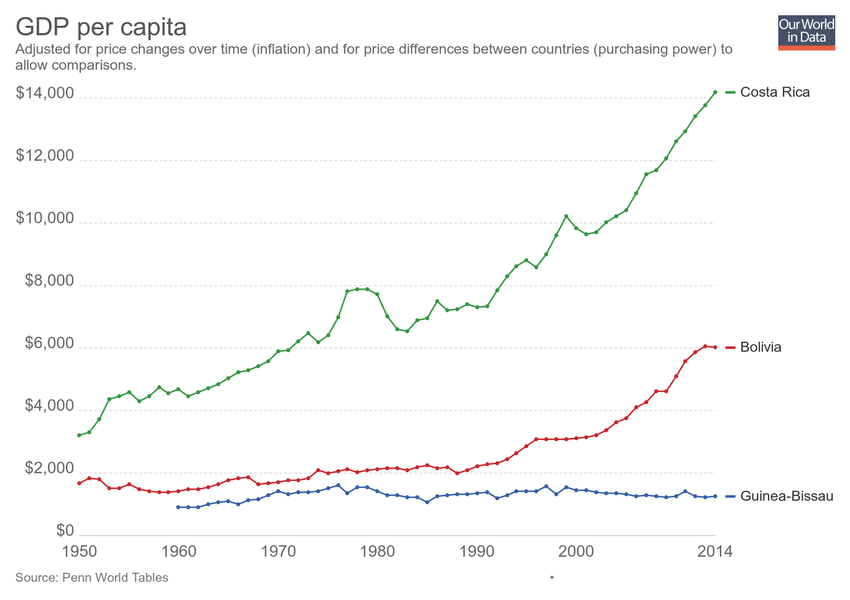 GDP per capita
Our World
in Data
Adjusted for price changes over time (inflation) and for price differences between countries (purchasing power) to
allow comparisons.
$14,000
Costa Rica
$12,000
$10,000
$8,000
$6,000
Bolivia
$4,000
$2,000
Guinea-Bissau
$0
1950 1960 1970 1980 1990 2000 2014
Source: Penn World Tables